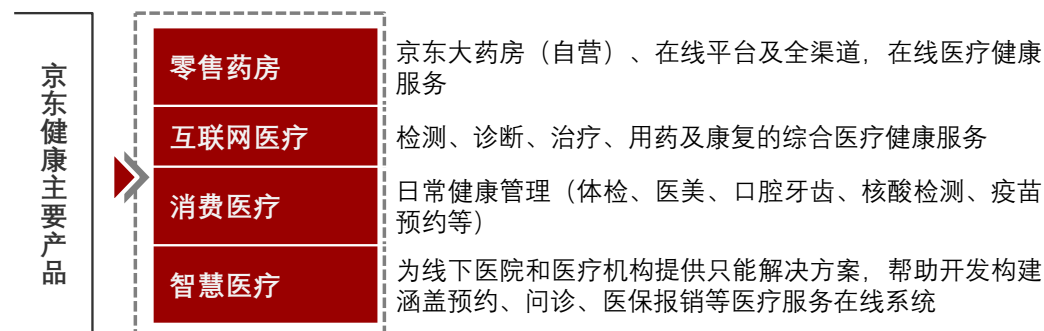 京东健康主要产品
零售药房
京东大药房（自营）、在线平台及全渠道，在线医疗健康
服务
互联网医疗
检测、诊断、治疗、用药及康复的综合医疗健康服务
消费医疗
日常健康管理（体检、医美、口腔牙齿、核酸检测、疫苗
预约等）
智慧医疗
为线下医院和医疗机构提供只能解决方案，帮助开发构建
涵盖预约、问诊、医保报销等医疗服务在线系统